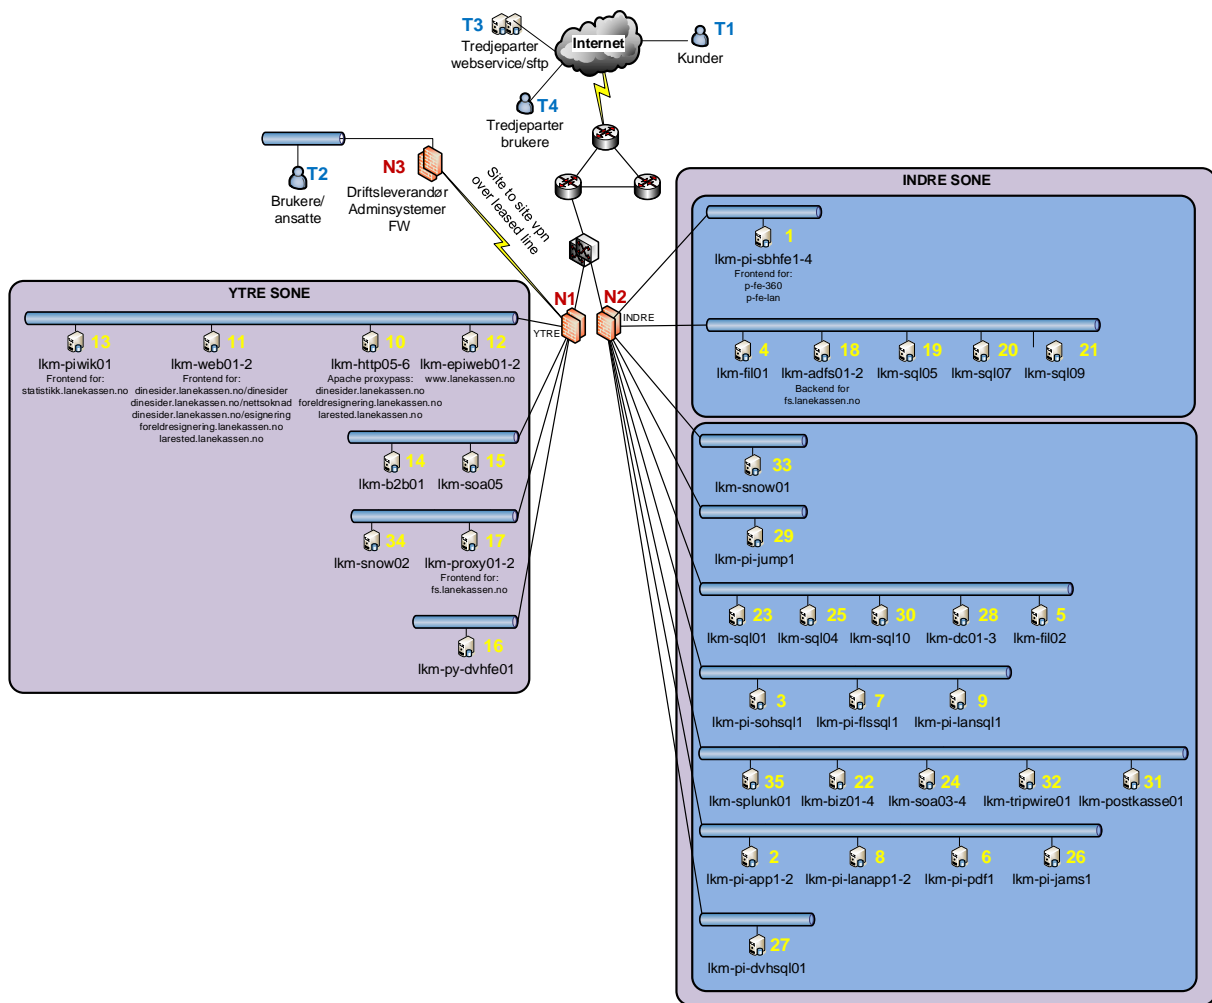 T3
Tredjeparter
webservice/sftp
Internet
T1
Kunder
T4
Tredjeparter
brukere
T2
Brukere/
ansatte
N3
Driftsleverandør
Adminsystemer
FW
Site to site vpn
over leased line
N1
N2
YTRE
INDRE
YTRE SONE
13
lkm-piwik01
Frontend for:
statistikk.lanekassen.no
11
lkm-web01-2
Frontend for:
dinesider.lanekassen.no/dinesider
dinesider.lanekassen.no/nettsoknad
dinesider.lanekassen.no/esignering
foreldresignering.lanekassen.no
larested.lanekassen.no
10
lkm-http05-6
Apache proxypass:
dinesider.lanekassen.no
foreldresignering.lanekassen.no
larested.lanekassen.no
12
lkm-epiweb01-2
www.lanekassen.no
14
lkm-b2b01
15
lkm-soa05
34
lkm-snow02
17
lkm-proxy01-2
Frontend for:
fs.lanekassen.no
16
lkm-py-dvhfe01
INDRE SONE
1
lkm-pi-sbhfe1-4
Frontend for:
p-fe-360
p-fe-lan
4
lkm-fil01
18
lkm-adfs01-2
Backend for
fs.lanekassen.no
19
lkm-sql05
20
lkm-sql07
21
lkm-sql09
33
lkm-snow01
29
lkm-pi-jump1
23
lkm-sql01
25
lkm-sql04
30
lkm-sql10
28
lkm-dc01-3
5
lkm-fil02
3
lkm-pi-sohsql1
7
lkm-pi-flssql1
9
lkm-pi-lansql1
35
lkm-splunk01
22
lkm-biz01-4
24
lkm-soa03-4
32
lkm-tripwire01
31
lkm-postkasse01
2
lkm-pi-app1-2
8
lkm-pi-lanapp1-2
6
lkm-pi-pdf1
26
lkm-pi-jams1
27
lkm-pi-dvhsql01